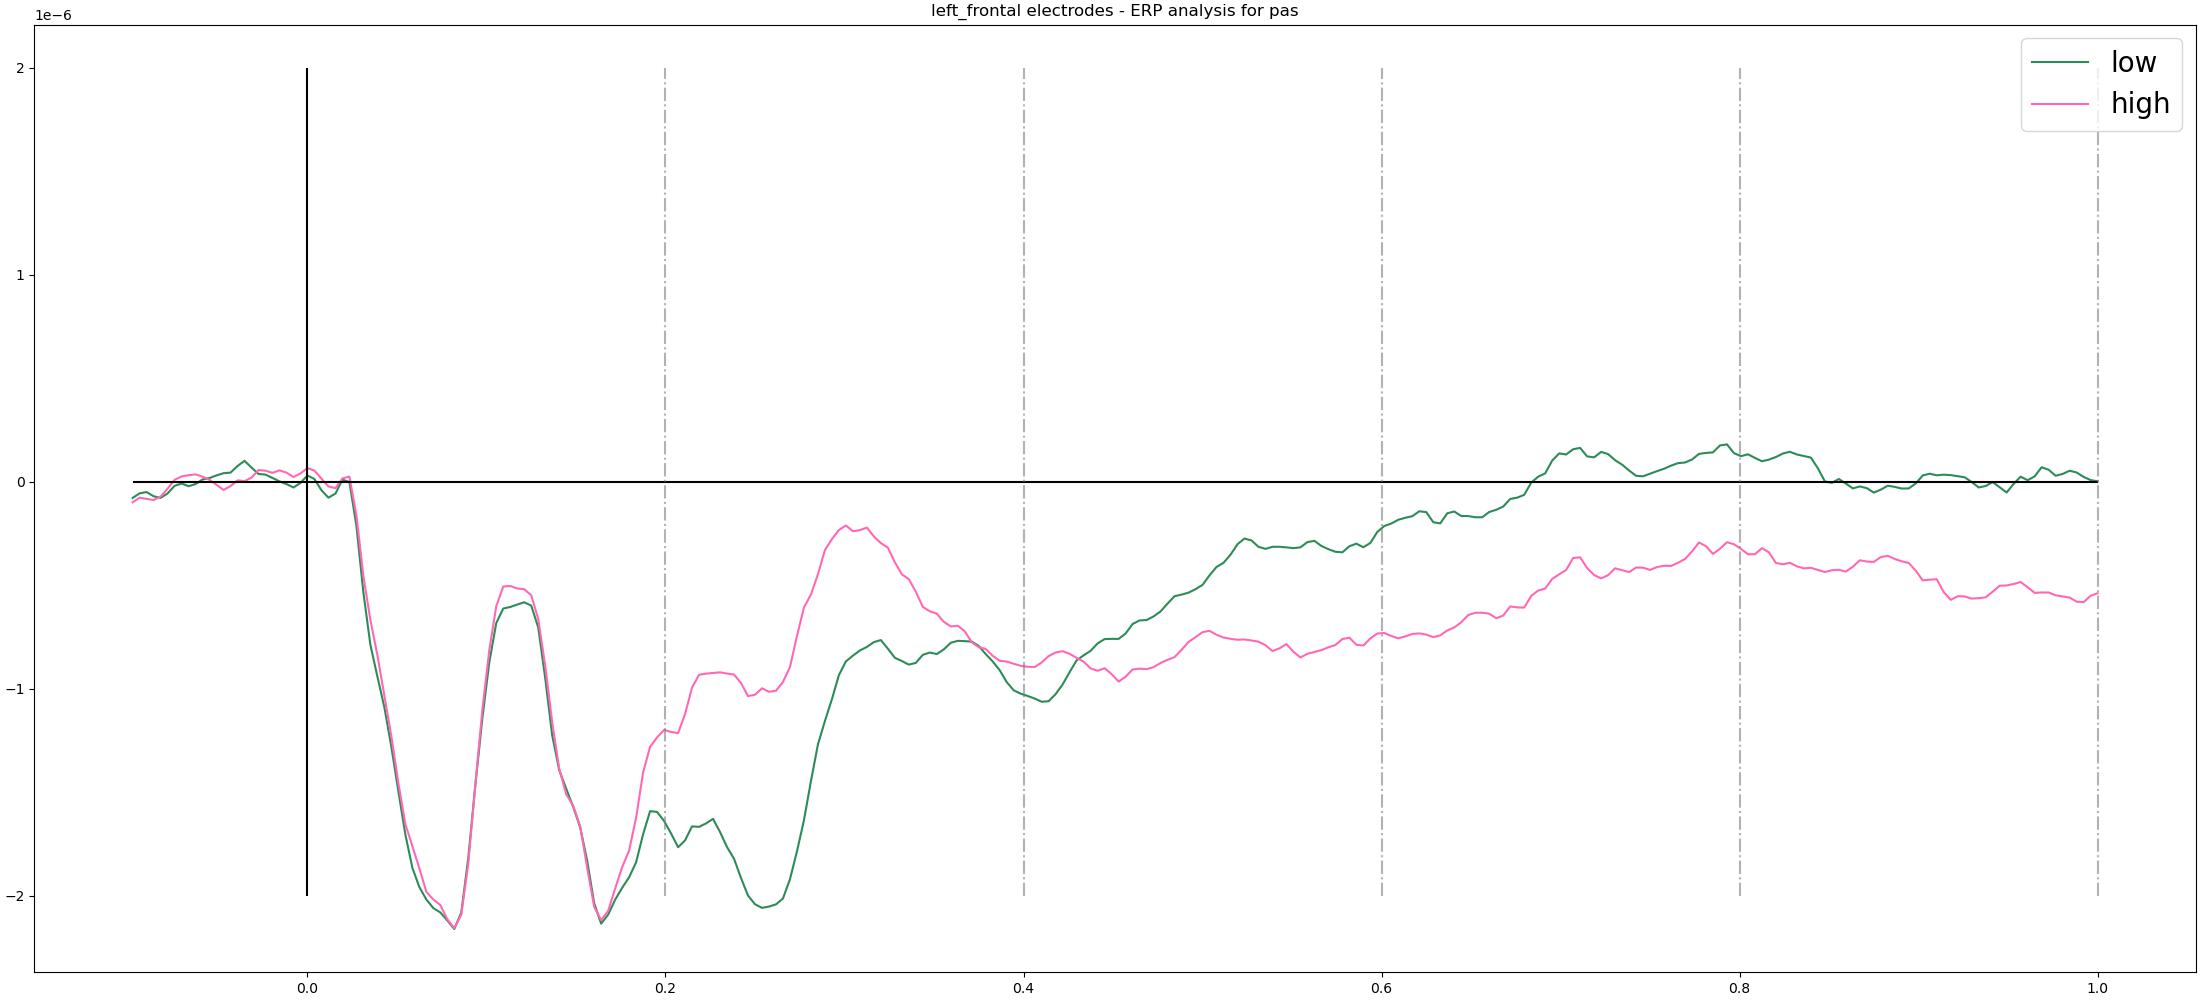 left_frontal electrodes - ERP analysis for pas
1e−6
low
high
2
1
0
−1
−2
0.0 0.2 0.4 0.6 0.8 1.0